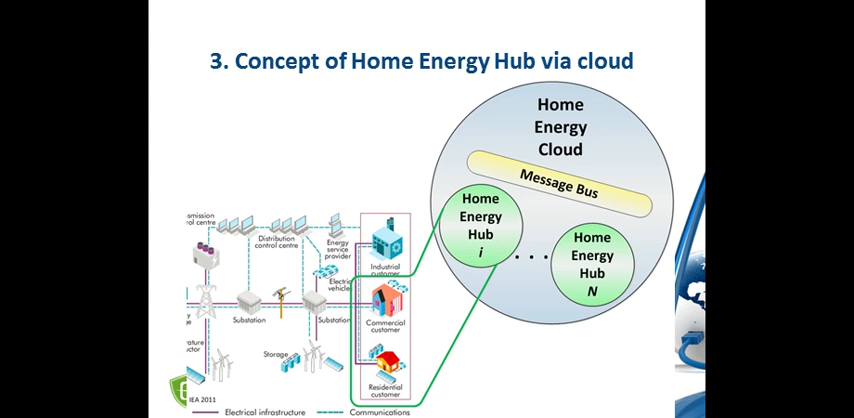 3. Concept of Home Energy Hub via cloud
Home
Energy
Cloud
Message Bus
Home
Energy
Hub
i
. . .
Home
Energy
Hub
N
Distribution
control centre
Energy
service
provider
Industrial
customer
Substation
Substation
Commercial
customer
Storage
Residential
customer
IEA 2011
Electrical infrastructure
Communications